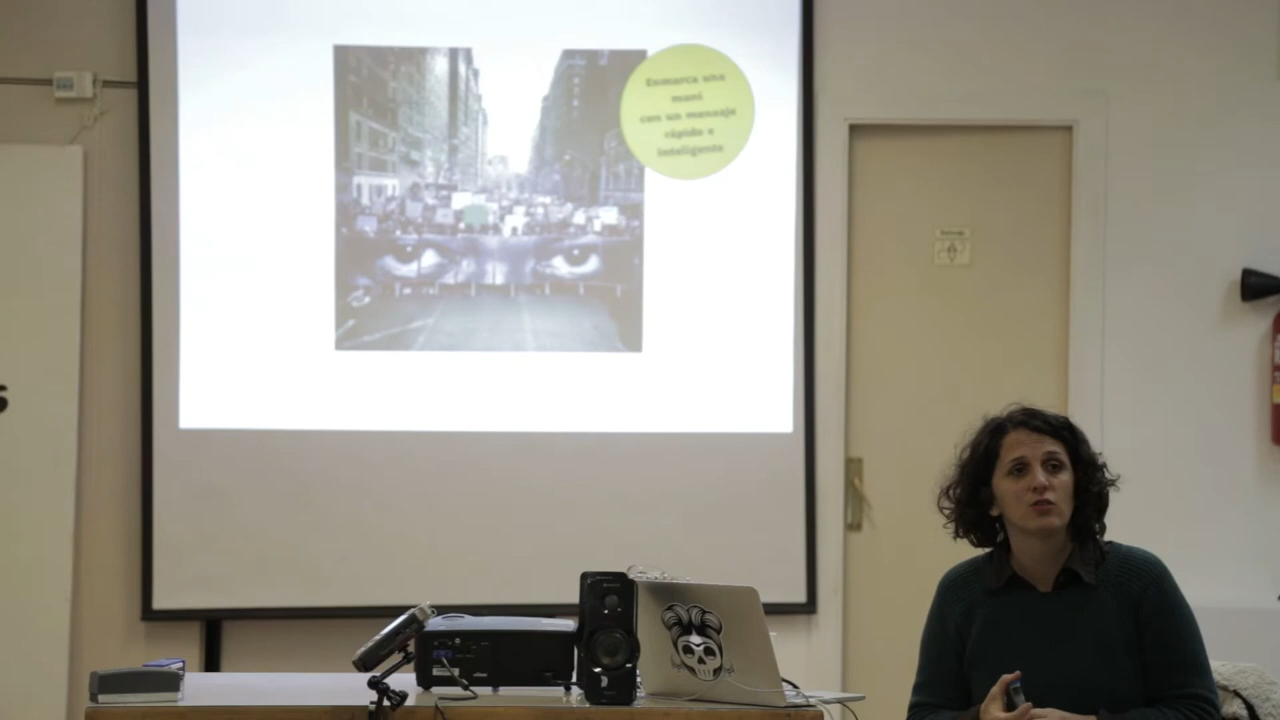 Enmarca una
mani
con un mensaje
rápido e
inteligente